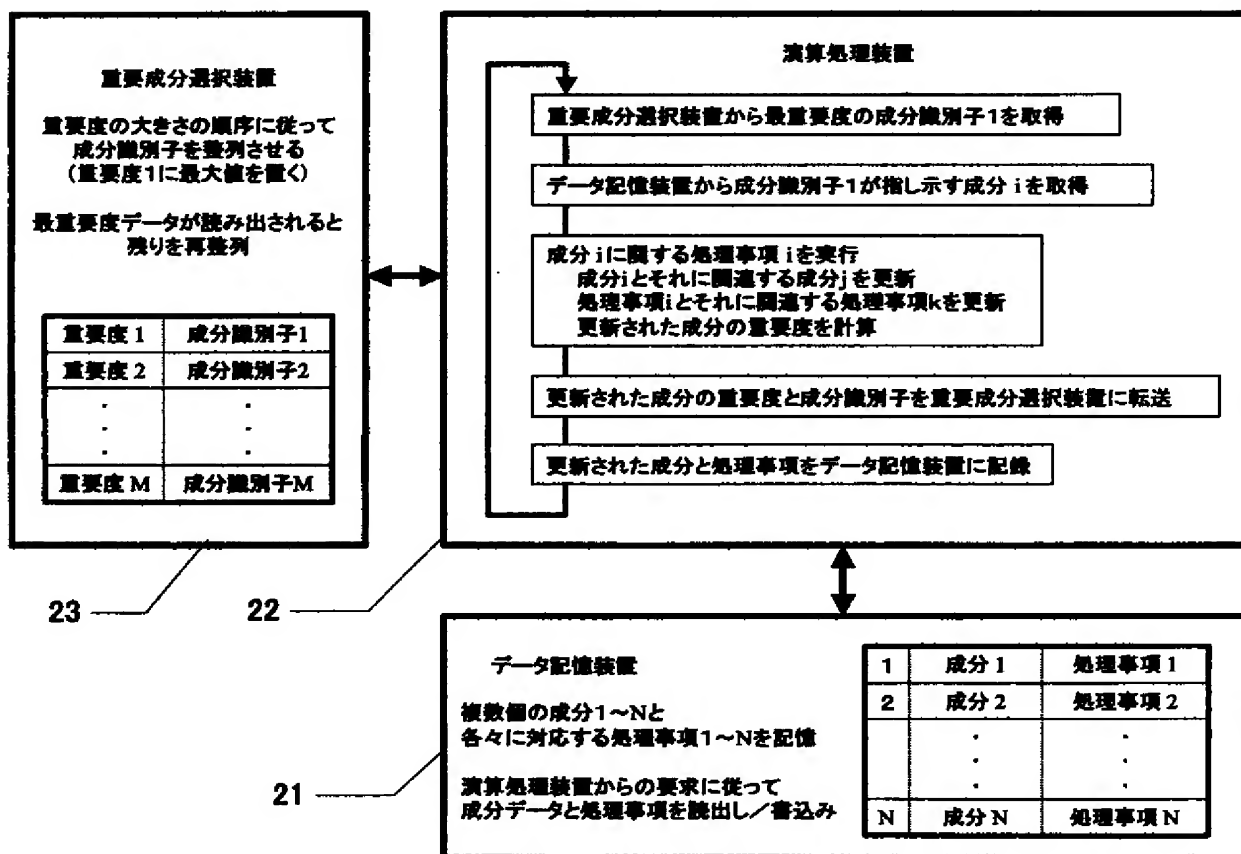 重要成分選択装置
重要度の大きさの順序に従って
成分識別子を整列させる
(重要度1に最大値を置く)
最重要度データが読み出されると
残りを再整列
重要度 1 成分識別子1
重要度 2 成分識別子2
・ ・
・ ・
・ ・
重要度 M 成分識別子M
23
演算処理装置
重要成分選択装置から最重要度の成分識別子1を取得
データ記憶装置から成分識別子1が指し示す成分 iを取得
成分 iに関する処理事項 iを実行
成分iとそれに関連する成分jを更新
処理事項iとそれに関連する処理事項kを更新
更新された成分の重要度を計算
更新された成分の重要度と成分識別子を重要成分選択装置に転送
更新された成分と処理事項をデータ記憶装置に記録
22
データ記憶装置
複数個の成分1~Nと
各々に対応する処理事項1~Nを記憶
演算処理装置からの要求に従って
成分データと処理事項を読出し/書込み
1 成分 1 処理事項 1
2 成分 2 処理事項 2
・ ・
・ ・
・ ・
N 成分 N 処理事項 N
21